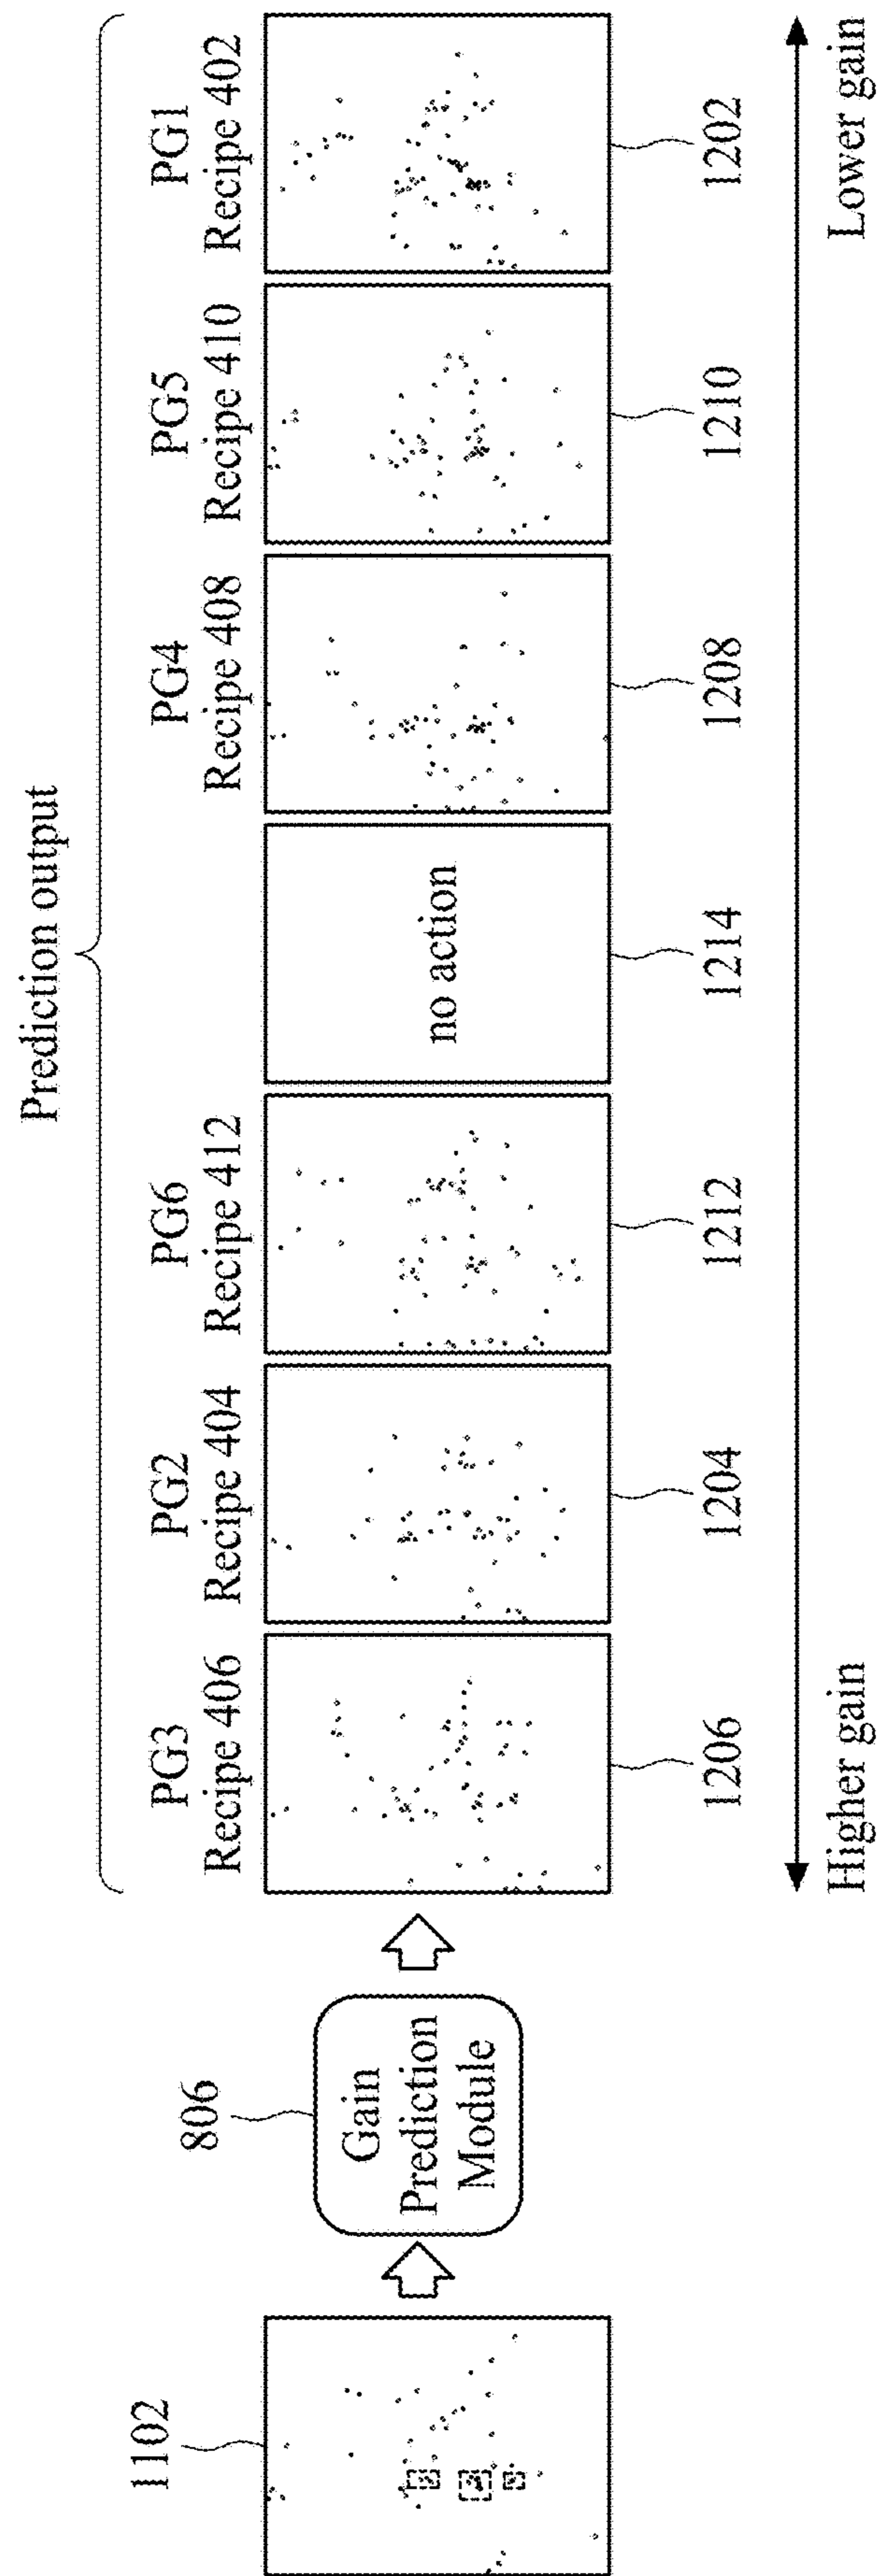 Prediction output
1102
806
Gain
Prediction
Module
PG3
Recipe 406
PG2
Recipe 404
PG6
Recipe 412
no action
PG4
Recipe 408
PG5
Recipe 410
PG1
Recipe 402
1206
1204
1212
1214
1208
1210
1202
Higher gain
Lower gain